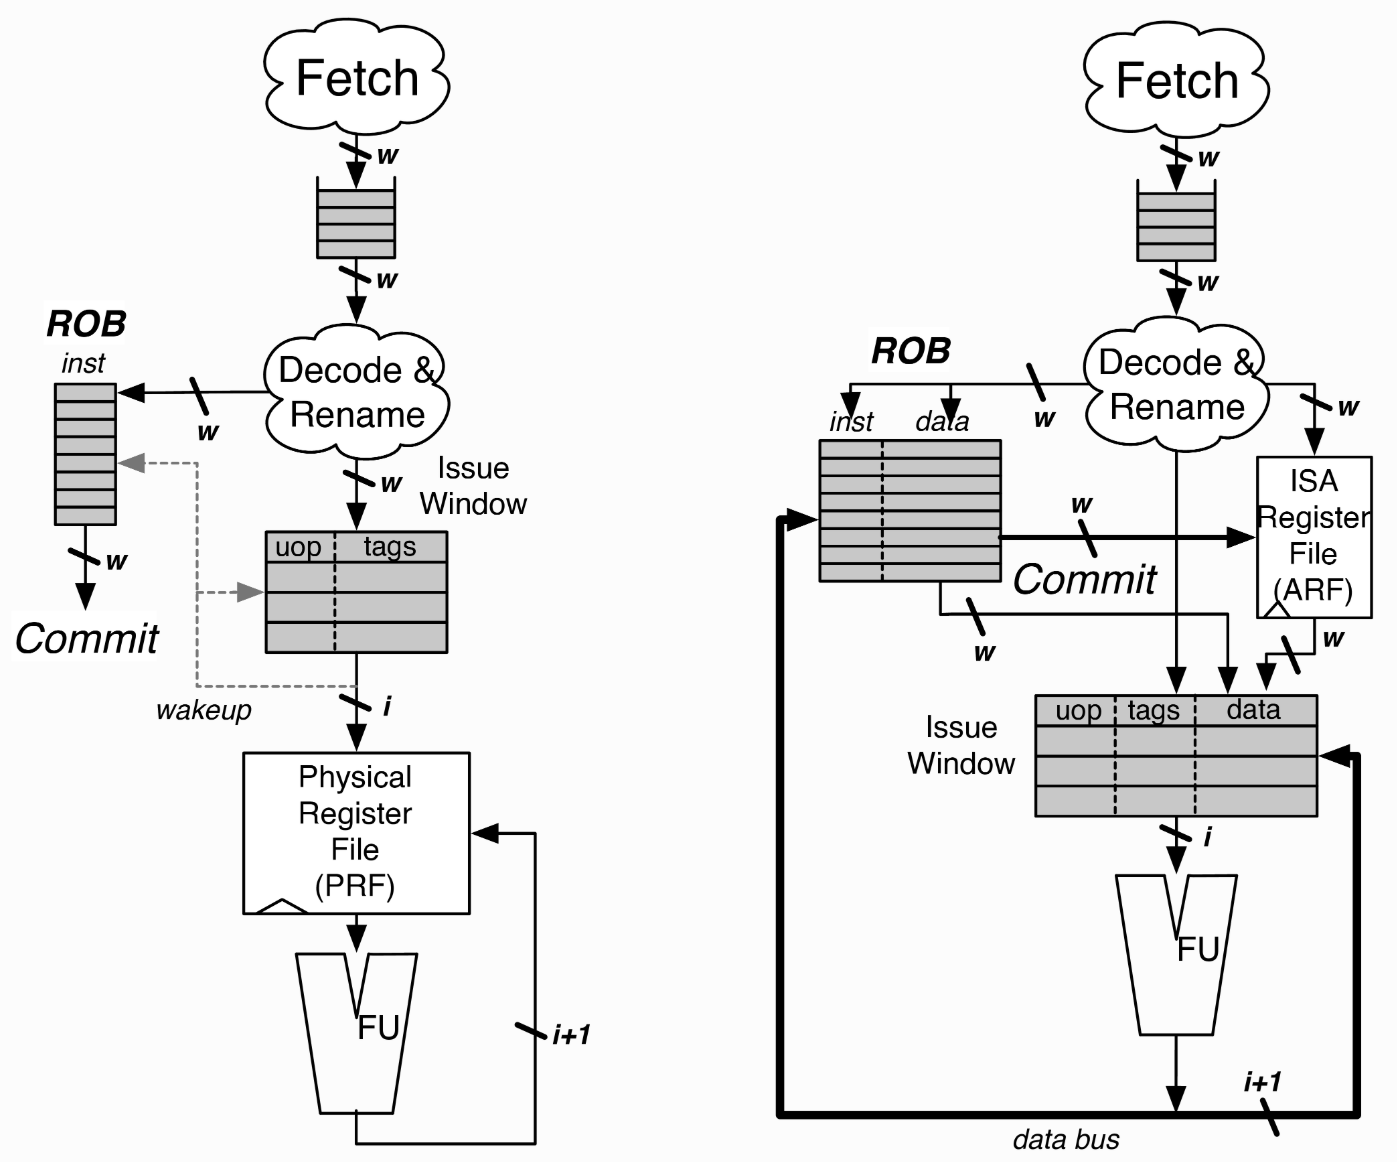 Fetch
w
w
ROB
inst
Decode &
Rename
w
w
Issue
Window
uop tags
w
Commit
wakeup
i
Physical
Register
File
(PRF)
FU
i+1
Fetch
w
w
ROB
inst data
w
Decode &
Rename
w
ISA
Register
File
(ARF)
w
Commit
w
w
Issue
Window
uop tags data
i
FU
i+1
data bus